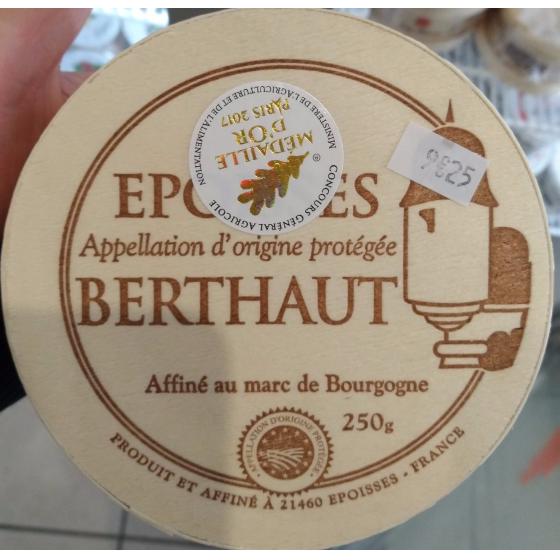 MÉDAILLE
D'OR
PARIS 2017
MINISTÈRE DE L'AGRICULTURE ET DE L'ALIMENTATION
CONCOURS GÉNÉRAL AGRICOLE
®
9825
EPO ES
Appellation d'origine protégée
BERTHAUT
Affiné au marc de Bourgogne
250g
APPELLATION D'ORIGINE PROTÉGÉE
PRODUIT ET AFFINÉ À 21460 EPOISSES - FRANCE